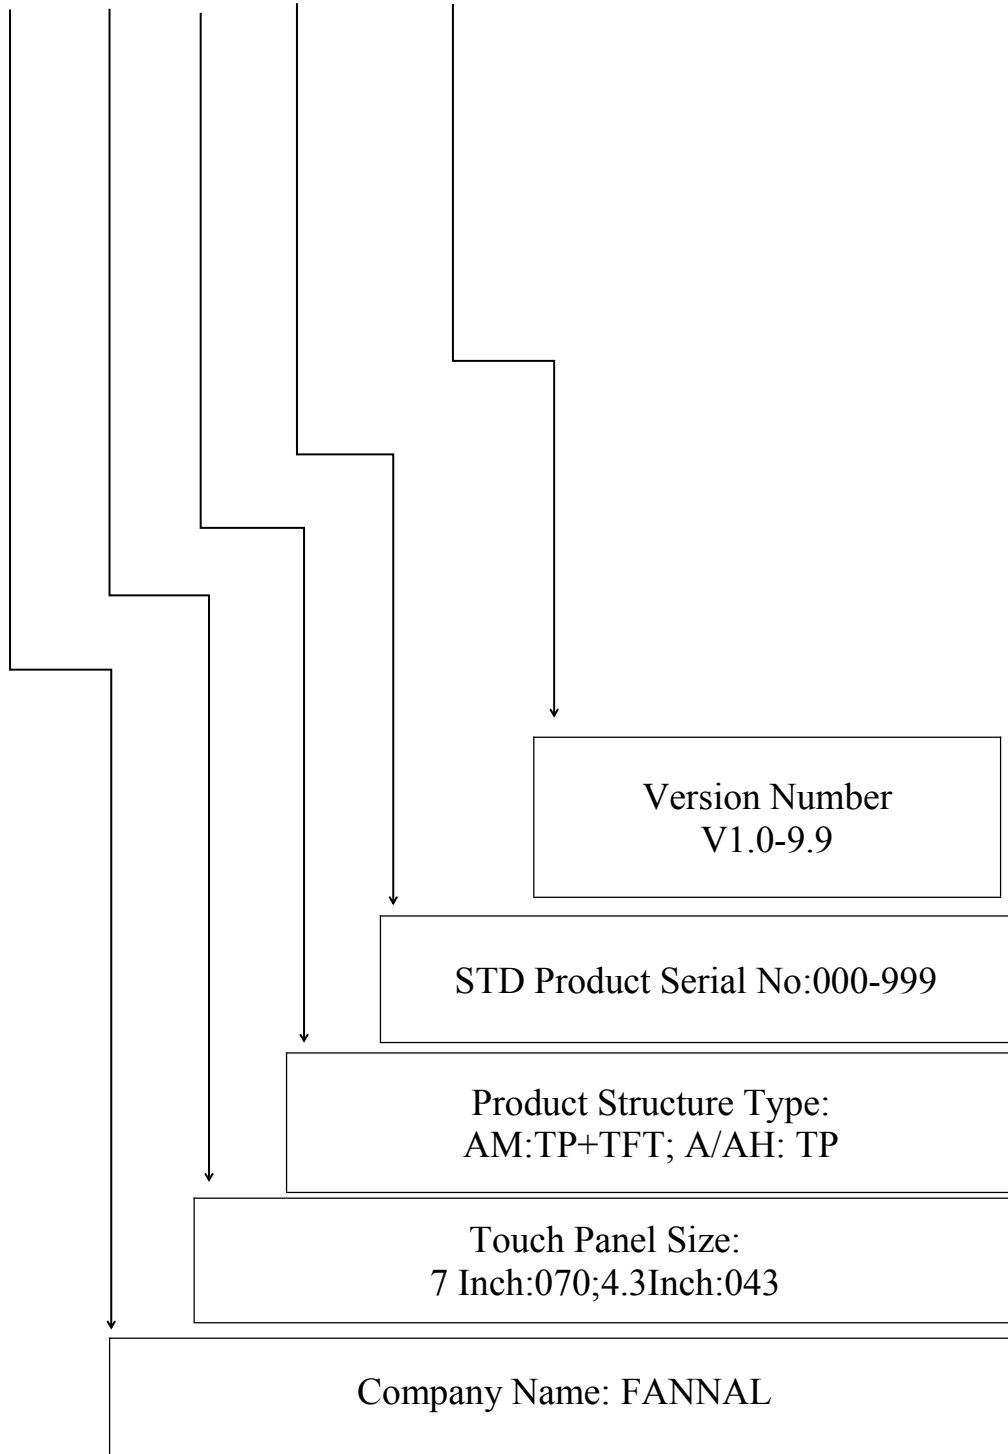 Version Number
V1.0-9.9
STD Product Serial No:000-999
Product Structure Type:
AM:TP+TFT; A/AH: TP
Touch Panel Size:
7 Inch:070;4.3Inch:043
Company Name: FANNAL